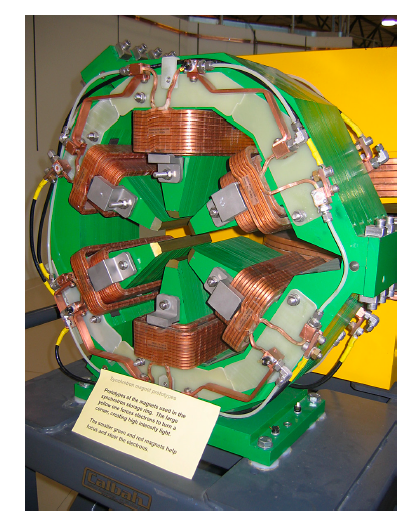 Synchrotron magnet prototypes
Prototypes of the magnets used in the
synchrotron storage ring. The large
yellow one forces electrons to turn a
corner, creating high intensity light.
The smaller green and red magnets help
focus and steer the electrons.